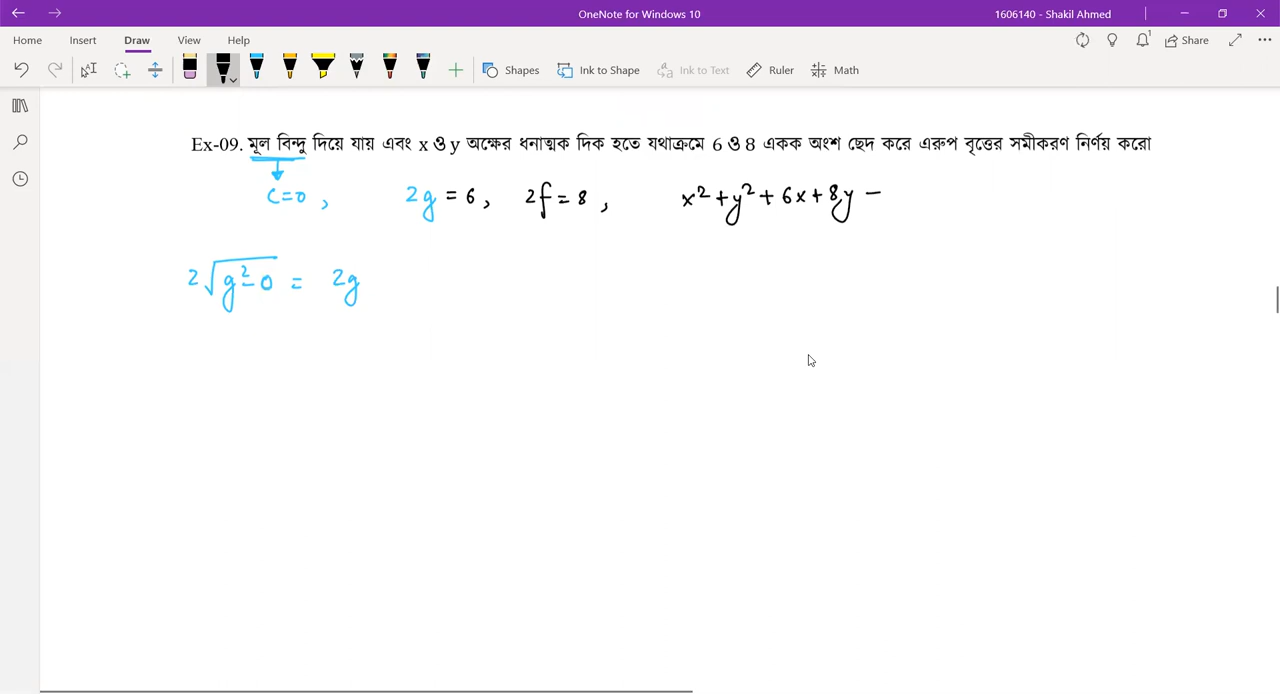 OneNote for Windows 10
1606140 - Shakil Ahmed
Home Insert Draw View Help
Shapes Ink to Shape Ink to Text Ruler Math
1 Share
Ex-09. মূল বিন্দু দিয়ে যায় এবং x ও y অক্ষের ধনাত্মক দিক হতে যথাক্রমে 6 ও 8 একক অংশ ছেদ করে এরুপ বৃত্তের সমীকরণ নির্ণয় করো
c=0, 2g = 6, 2f = 8, x²+y²+6x+8y =
2√g²-0 = 2g